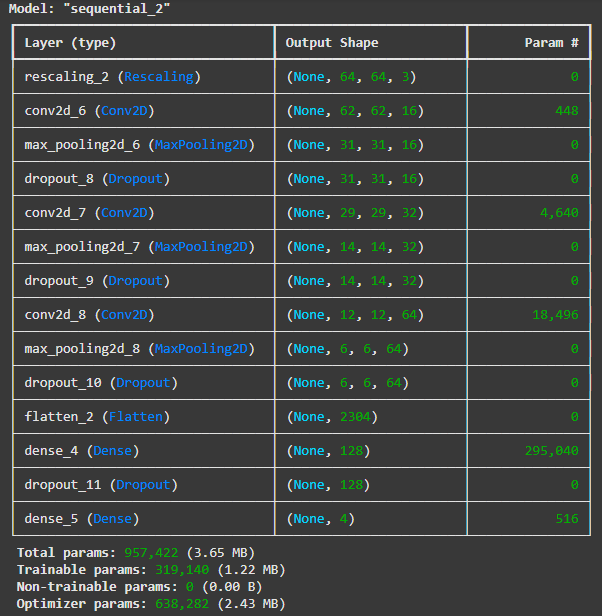 Model: "sequential_2"
Layer (type) Output Shape Param #
rescaling_2 (Rescaling) (None, 64, 64, 3) 0
conv2d_6 (Conv2D) (None, 62, 62, 16) 448
max_pooling2d_6 (MaxPooling2D) (None, 31, 31, 16) 0
dropout_8 (Dropout) (None, 31, 31, 16) 0
conv2d_7 (Conv2D) (None, 29, 29, 32) 4,640
max_pooling2d_7 (MaxPooling2D) (None, 14, 14, 32) 0
dropout_9 (Dropout) (None, 14, 14, 32) 0
conv2d_8 (Conv2D) (None, 12, 12, 64) 18,496
max_pooling2d_8 (MaxPooling2D) (None, 6, 6, 64) 0
dropout_10 (Dropout) (None, 6, 6, 64) 0
flatten_2 (Flatten) (None, 2304) 0
dense_4 (Dense) (None, 128) 295,040
dropout_11 (Dropout) (None, 128) 0
dense_5 (Dense) (None, 4) 516
Total params: 957,422 (3.65 MB)
Trainable params: 319,140 (1.22 MB)
Non-trainable params: 0 (0.00 B)
Optimizer params: 638,282 (2.43 MB)